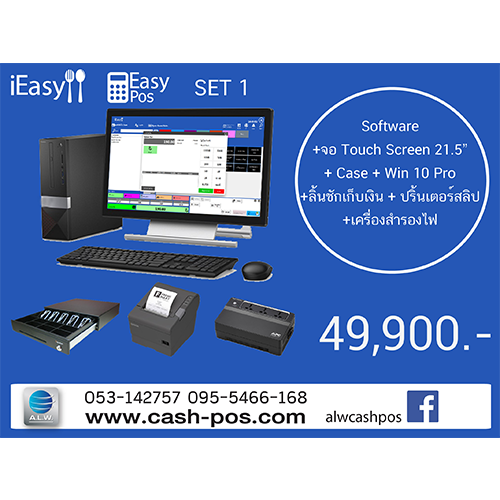 iEasy
Easy
Pos
SET 1
Software
+จอ Touch Screen 21.5”
+ Case + Win 10 Pro
+ลิ้นชักเก็บเงิน + ปริ้นเตอร์สลิป
+เครื่องสำรองไฟ
49,900.-
053-142757 095-5466-168
www.cash-pos.com
alwcashpos
ALW